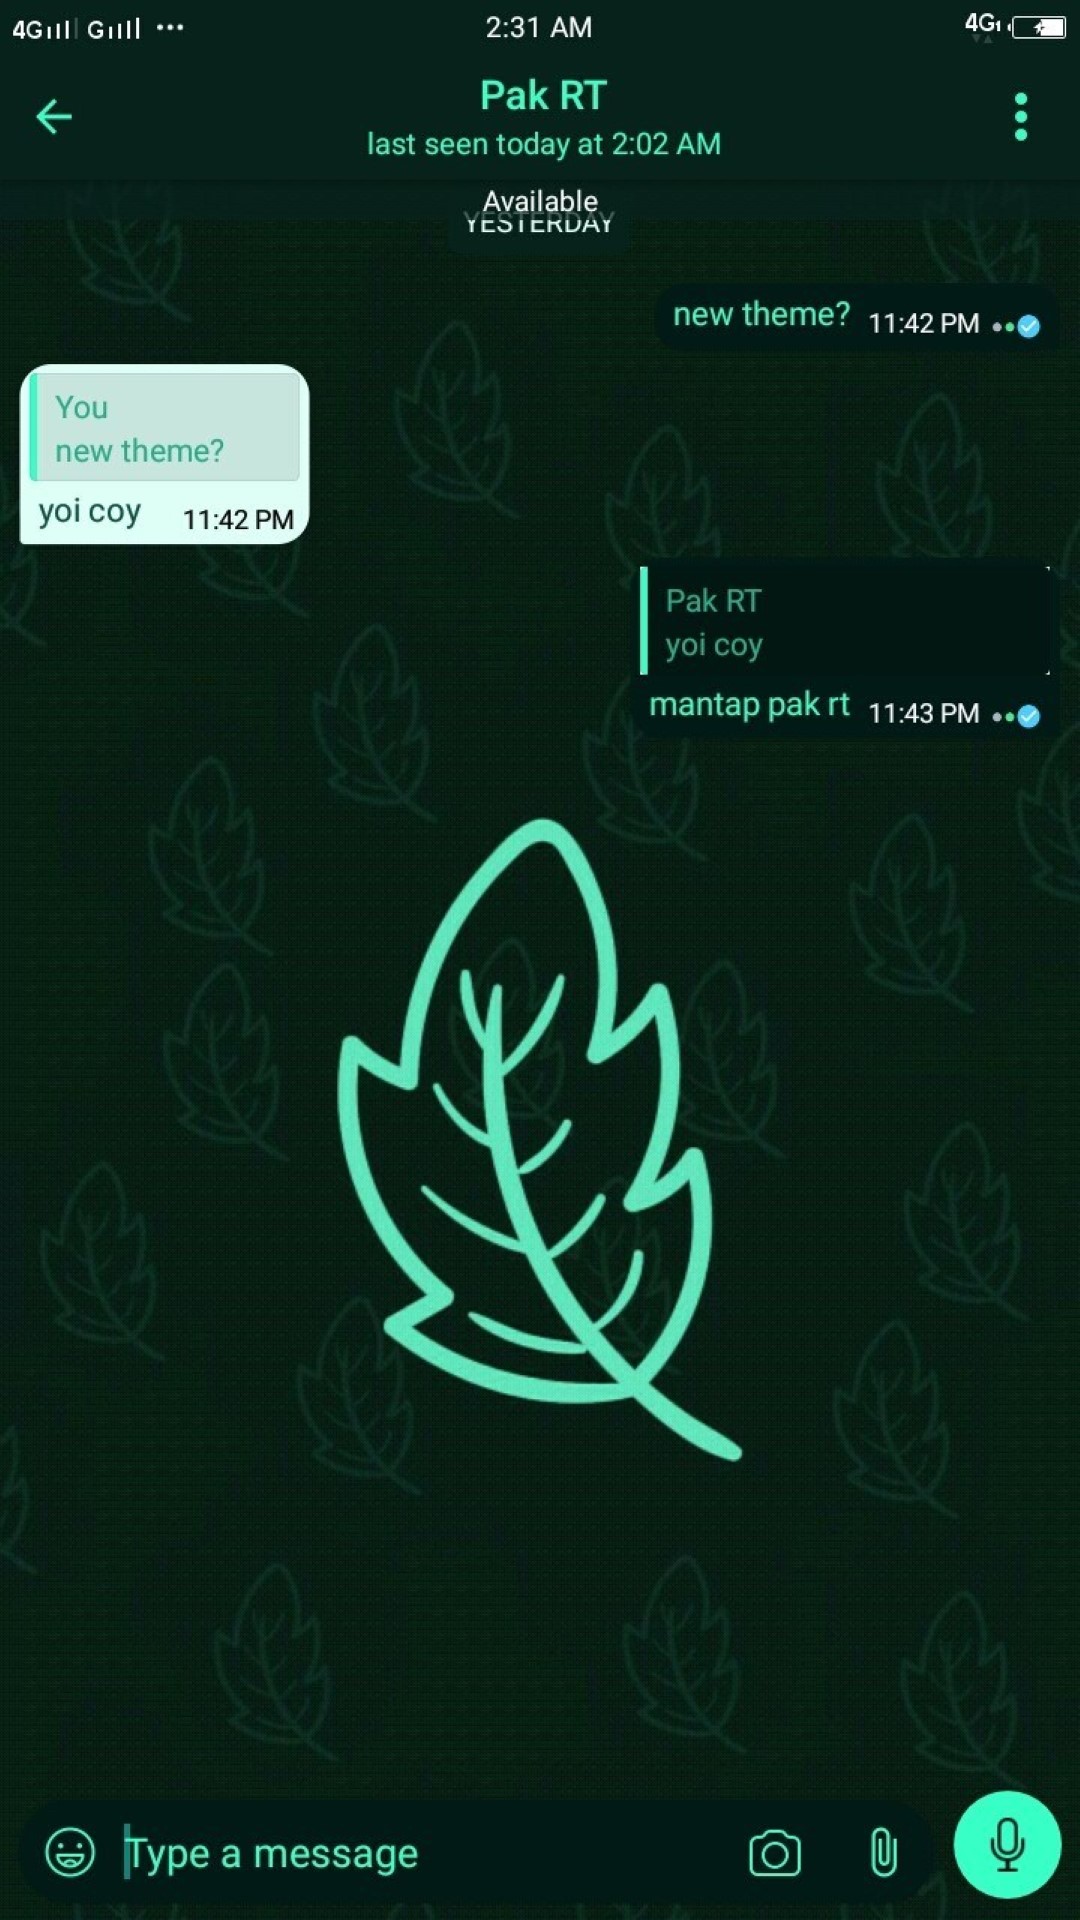 4G G ... 2:31 AM 4G
Pak RT
last seen today at 2:02 AM
Available
YESTERDAY
new theme? 11:42 PM
You
new theme?
yoi coy 11:42 PM
Pak RT
yoi coy
mantap pak rt 11:43 PM
Type a message